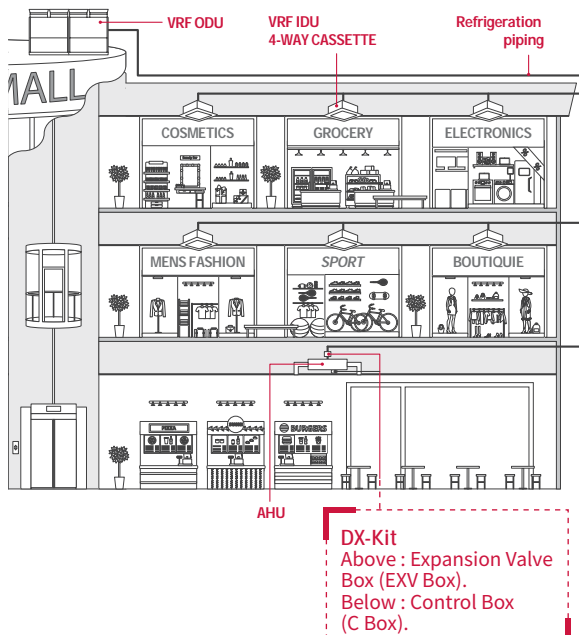 VRF ODU
VRF IDU
4-WAY CASSETTE
Refrigeration
piping
MALL
COSMETICS
GROCERY
ELECTRONICS
MENS FASHION
SPORT
BOUTIQUIE
PIZZA
BURGERS
AHU
DX-Kit
Above : Expansion Valve
Box (EXV Box).
Below : Control Box
(C Box).